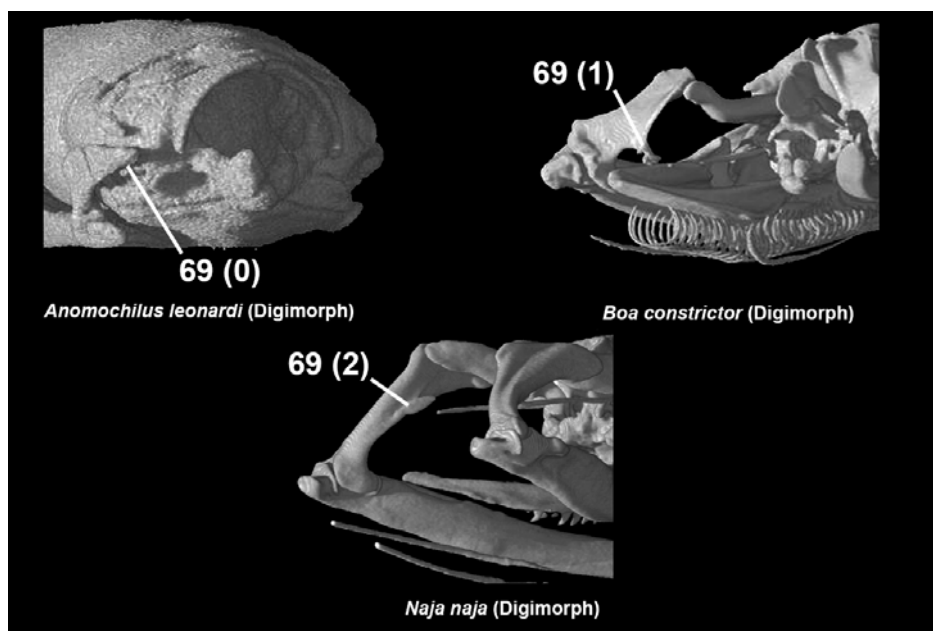 69 (1)
69 (0)
Anomochilus leonardi (Digimorph)
Boa constrictor (Digimorph)
69 (2)
Naja naja (Digimorph)